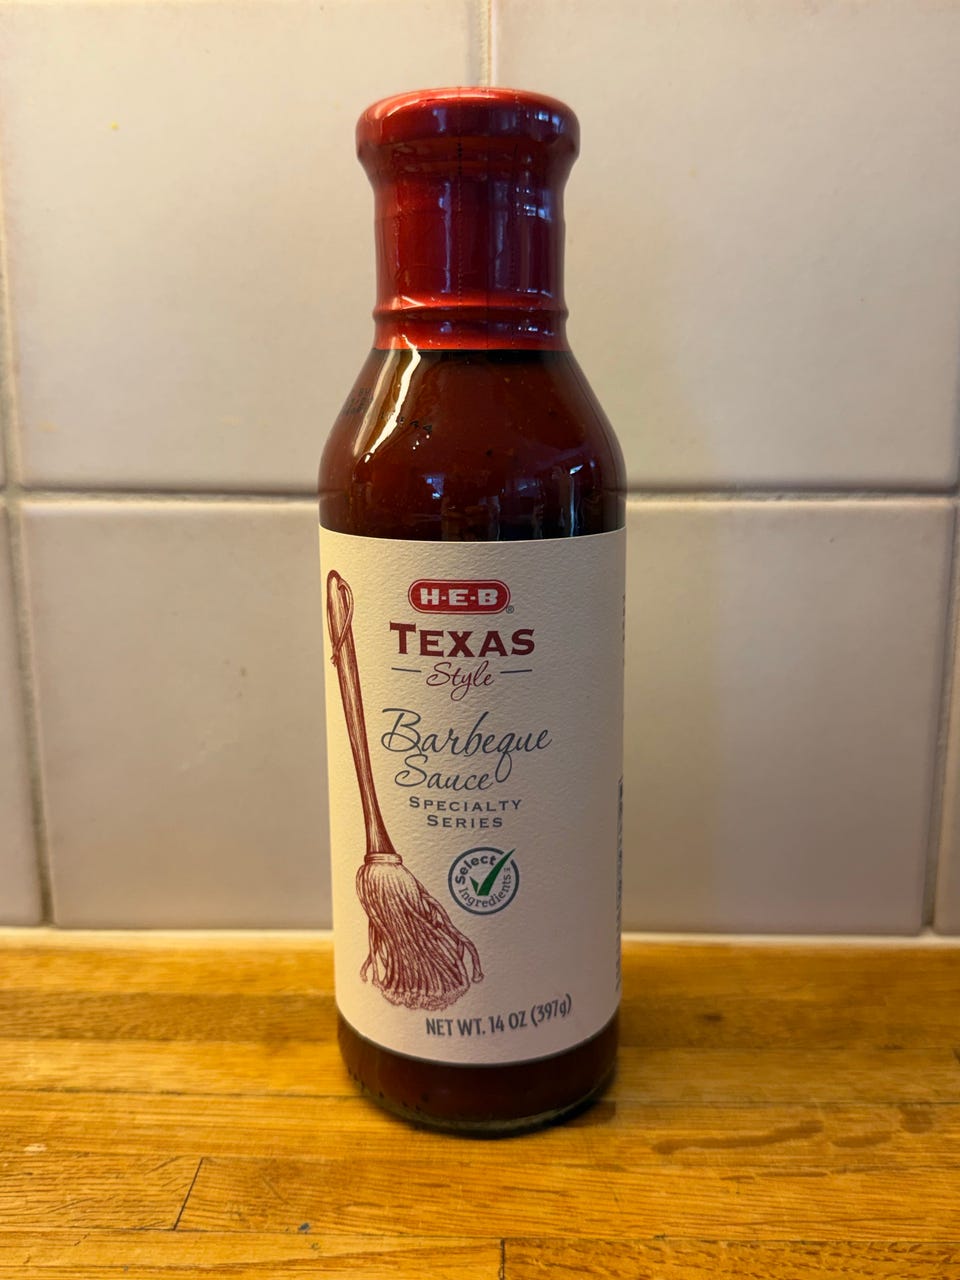 H-E-B®
TEXAS
Style
Barbeque
Sauce
SPECIALTY
SERIES
Select
Ingredients
NET WT. 14 OZ (397g)